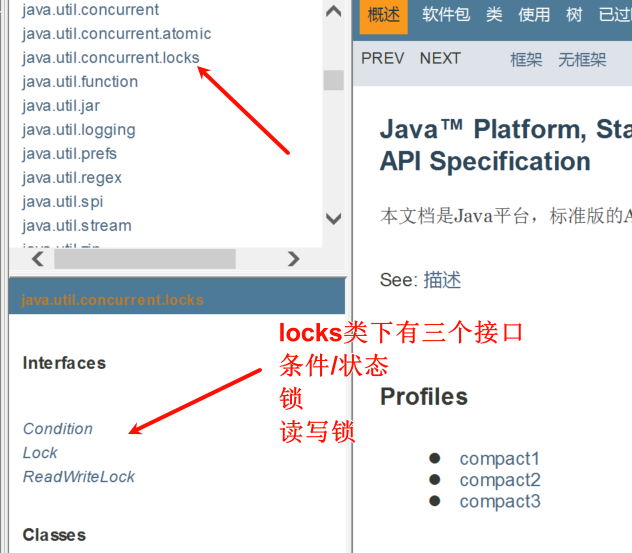 java.util.concurrent
java.util.concurrent.atomic
java.util.concurrent.locks
java.util.function
java.util.jar
java.util.logging
java.util.prefs
java.util.regex
java.util.spi
java.util.stream
java.util.concurrent.locks
Interfaces
Condition
Lock
ReadWriteLock
Classes
locks类下有三个接口
条件/状态
锁
读写锁
概述 软件包 类 使用 树 已过
PREV NEXT 框架 无框架
Java™ Platform, Sta
API Specification
本文档是Java平台，标准版的A
See: 描述
Profiles
compact1
compact2
compact3